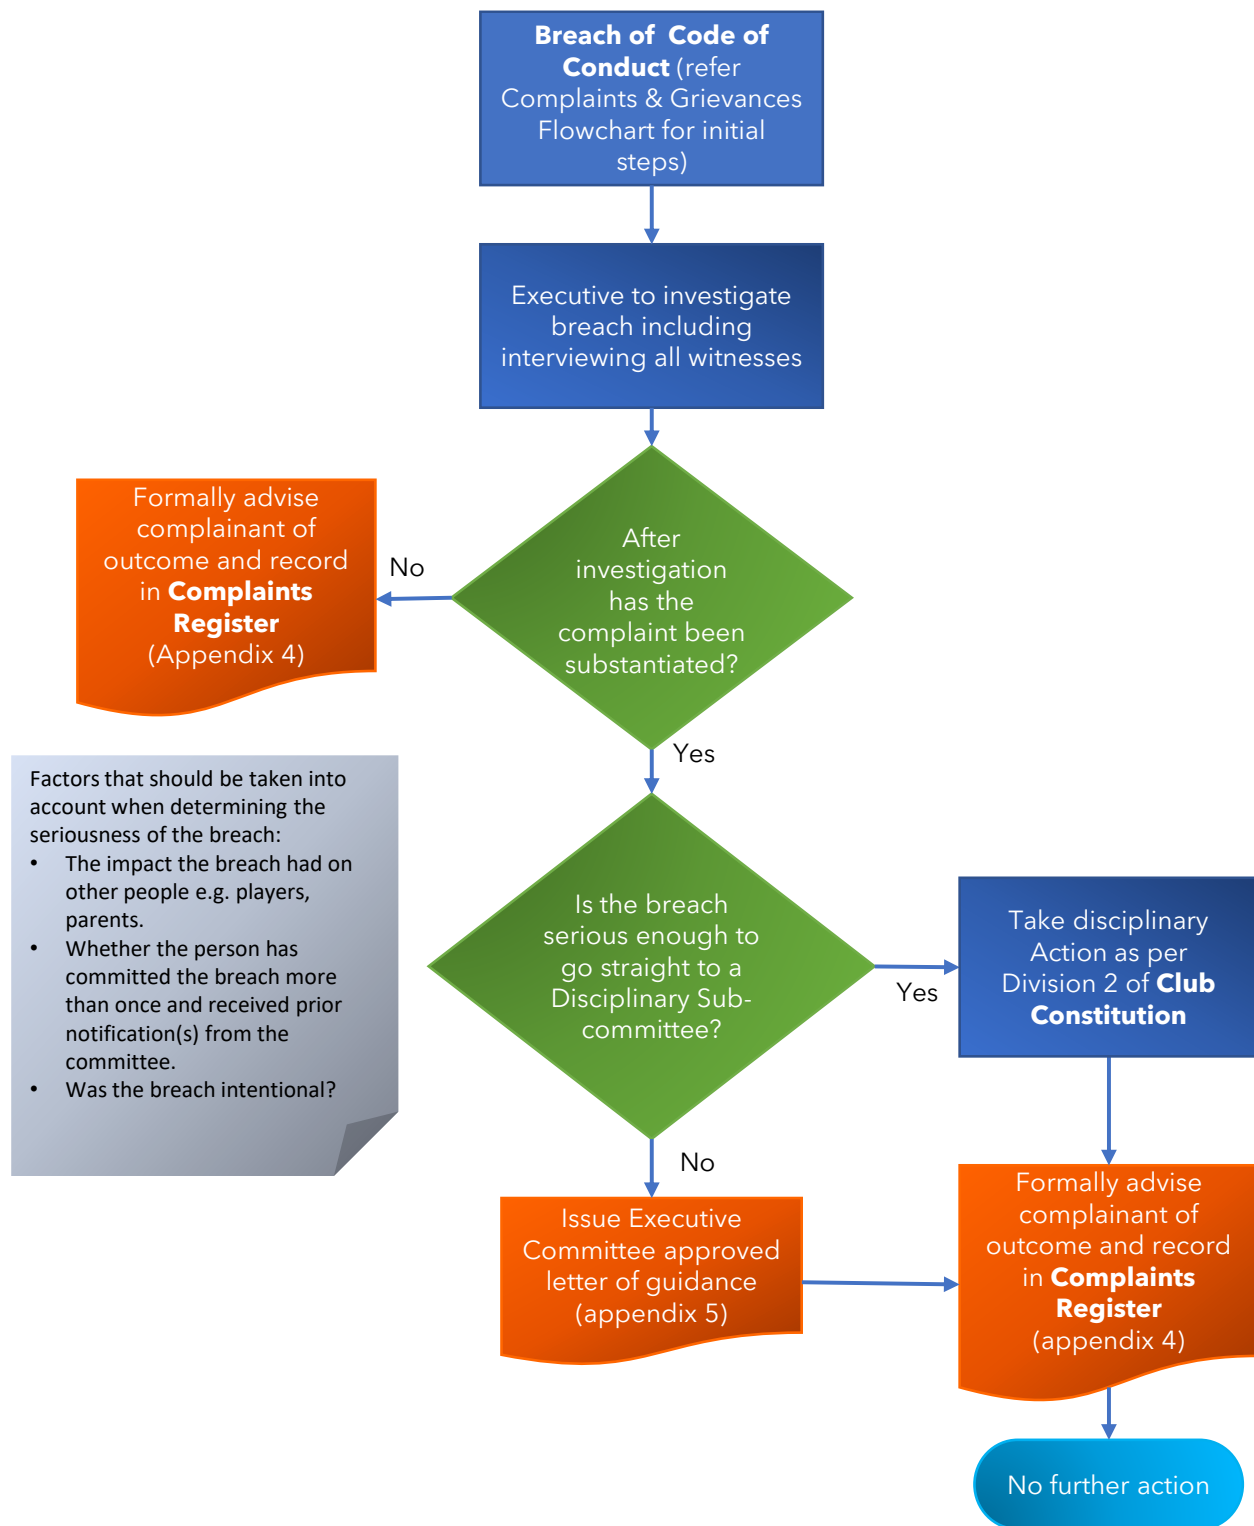 Breach of Code of
Conduct (refer
Complaints & Grievances
Flowchart for initial
steps)
Executive to investigate
breach including
interviewing all witnesses
After
investigation
has the
complaint been
substantiated?
No
Formally advise
complainant of
outcome and record
in Complaints
Register
(Appendix 4)
Yes
Factors that should be taken into
account when determining the
seriousness of the breach:
• The impact the breach had on
other people e.g. players,
parents.
• Whether the person has
committed the breach more
than once and received prior
notification(s) from the
committee.
• Was the breach intentional?
Is the breach
serious enough to
go straight to a
Disciplinary Sub-
committee?
Yes
Take disciplinary
Action as per
Division 2 of Club
Constitution
No
Issue Executive
Committee approved
letter of guidance
(appendix 5)
Formally advise
complainant of
outcome and record
in Complaints
Register
(appendix 4)
No further action